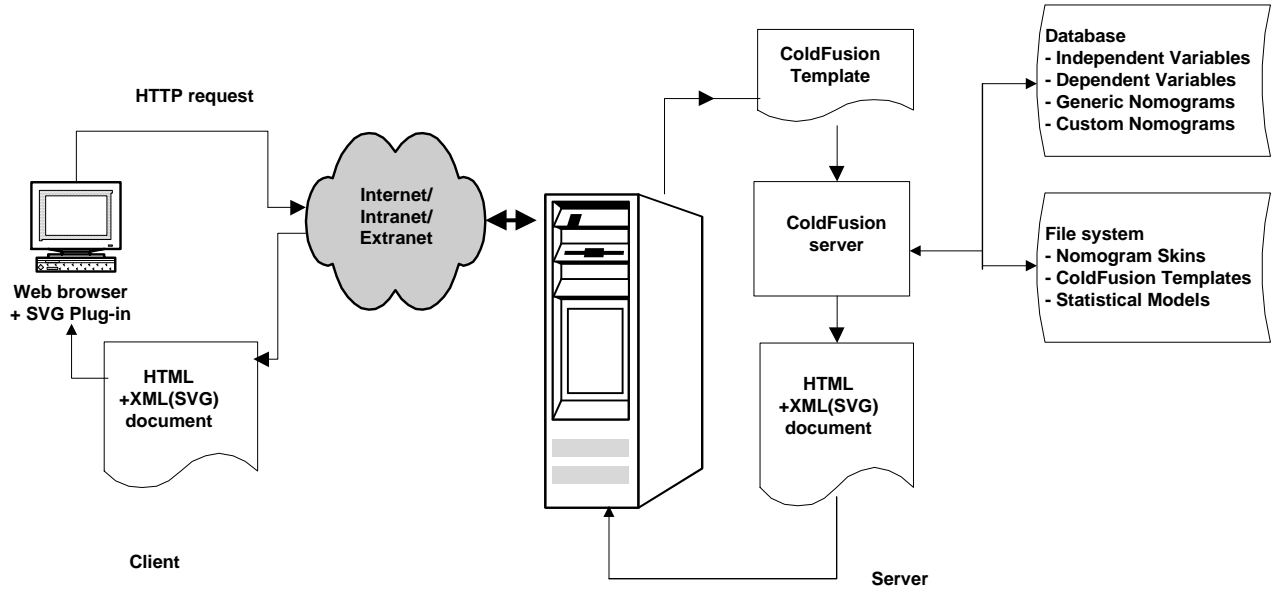 HTTP request
Web browser
+ SVG Plug-in
HTML
+XML(SVG)
document
Client
Internet/
Intranet/
Extranet
ColdFusion
Template
ColdFusion
server
HTML
+XML(SVG)
document
Server
Database
- Independent Variables
- Dependent Variables
- Generic Nomograms
- Custom Nomograms
File system
- Nomogram Skins
- ColdFusion Templates
- Statistical Models